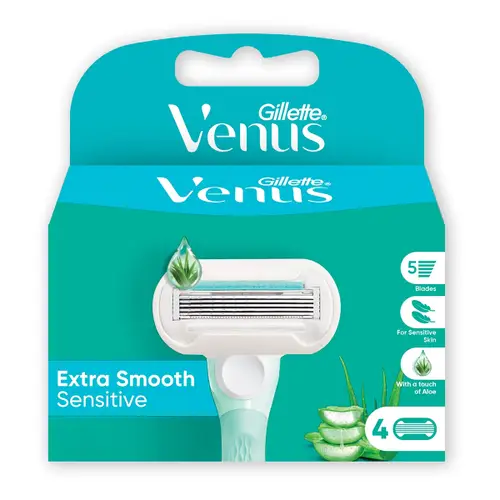 Gillette®
Venus
Gillette®
Venus
5
Blades
For Sensitive
Skin
With a touch
of Aloe
Extra Smooth
Sensitive
4